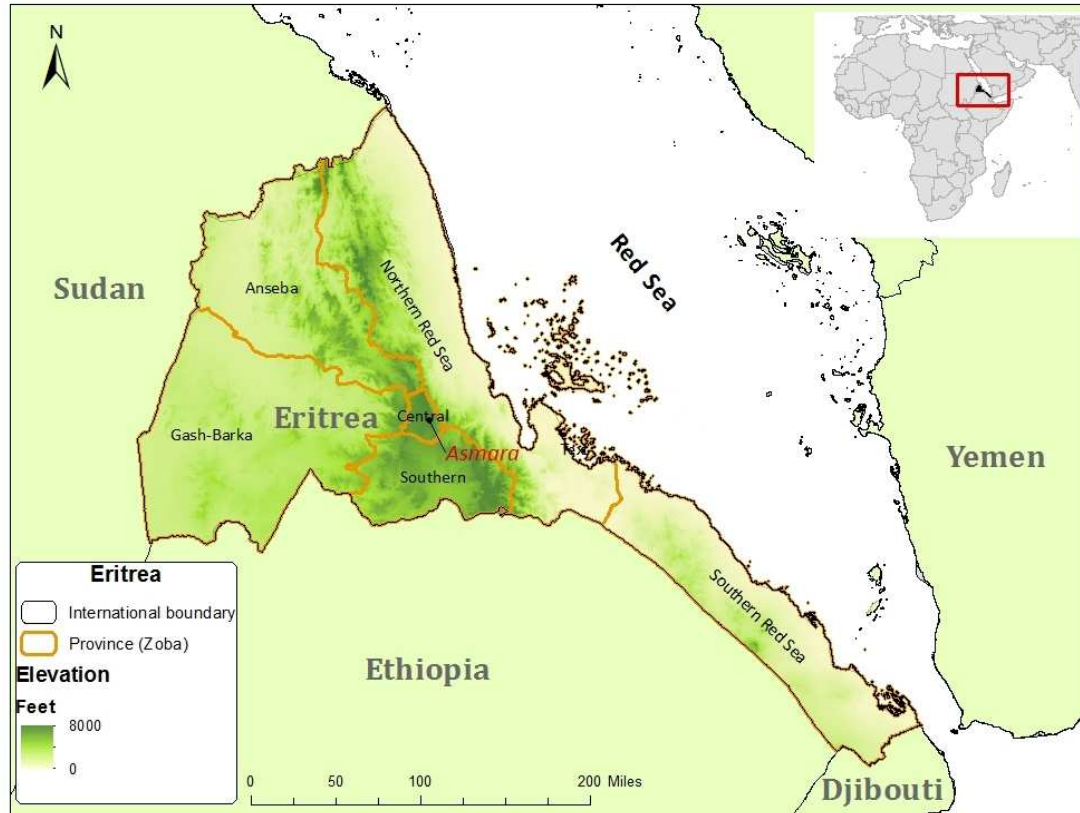 N
Red Sea
Sudan
Anseba
Northern Red Sea
Eritrea
Central
Gash-Barka
Asmara
Southern
Yemen
Southern Red Sea
Ethiopia
Djibouti
Eritrea
International boundary
Province (Zoba)
Elevation
Feet
8000
0
0 50 100 200 Miles